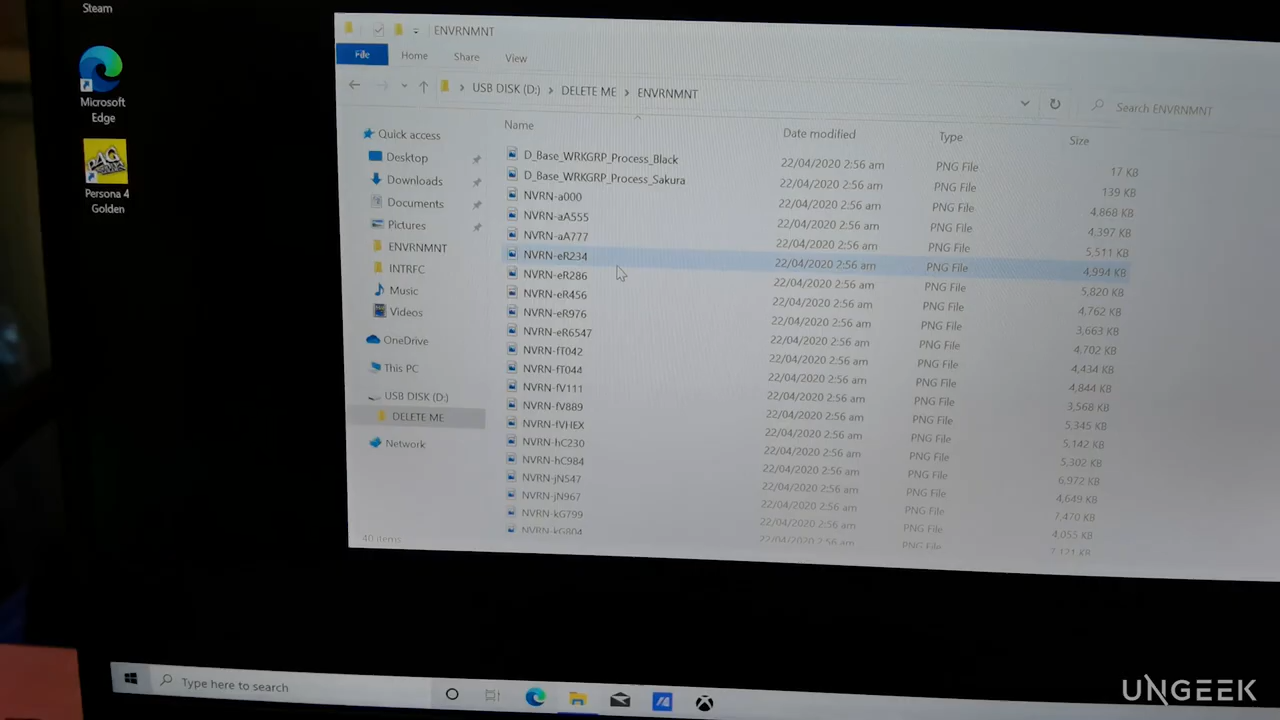 Steam
Microsoft
Edge
Persona 4
Golden
ENVRNMNT
File Home Share View
USB DISK (D:) > DELETE ME > ENVRNMNT
Search ENVRNMNT
Quick access
Desktop
Downloads
Documents
Pictures
ENVRNMNT
INTRFC
Music
Videos
OneDrive
This PC
USB DISK (D:)
DELETE ME
Network
Name Date modified Type Size
D_Base_WRKGRP_Process_Black 22/04/2020 2:56 am PNG File 17 KB
D_Base_WRKGRP_Process_Sakura 22/04/2020 2:56 am PNG File 139 KB
NVRN-a000 22/04/2020 2:56 am PNG File 4,868 KB
NVRN-aA555 22/04/2020 2:56 am PNG File 4,397 KB
NVRN-aA777 22/04/2020 2:56 am PNG File 5,511 KB
NVRN-eR234 22/04/2020 2:56 am PNG File 4,994 KB
NVRN-eR286 22/04/2020 2:56 am PNG File 5,820 KB
NVRN-eR456 22/04/2020 2:56 am PNG File 4,762 KB
NVRN-eR976 22/04/2020 2:56 am PNG File 3,663 KB
NVRN-eR6547 22/04/2020 2:56 am PNG File 4,702 KB
NVRN-fT042 22/04/2020 2:56 am PNG File 4,434 KB
NVRN-fT044 22/04/2020 2:56 am PNG File 4,844 KB
NVRN-fV111 22/04/2020 2:56 am PNG File 3,568 KB
NVRN-fV889 22/04/2020 2:56 am PNG File 5,345 KB
NVRN-fVHEX 22/04/2020 2:56 am PNG File 5,142 KB
NVRN-hC230 22/04/2020 2:56 am PNG File 5,302 KB
NVRN-hC984 22/04/2020 2:56 am PNG File 6,972 KB
NVRN-jN547 22/04/2020 2:56 am PNG File 4,649 KB
NVRN-jN967 22/04/2020 2:56 am PNG File 7,470 KB
NVRN-kG799 22/04/2020 2:56 am PNG File 4,055 KB
NVRN-kG804 22/04/2020 2:56 am PNG File 7,121 KB
40 items
Type here to search
UNGEEK